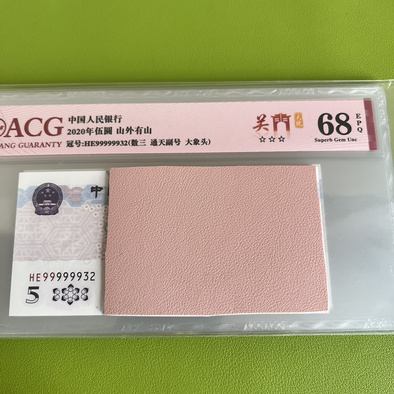 ACG
ANG GUARANTY
中国人民银行
2020年伍圆 山外有山
冠号:HE99999932(数三 通天副号 大象头)
关門
☆☆☆
68
EPQ
Superb Gem Unc
中
HE99999932
5